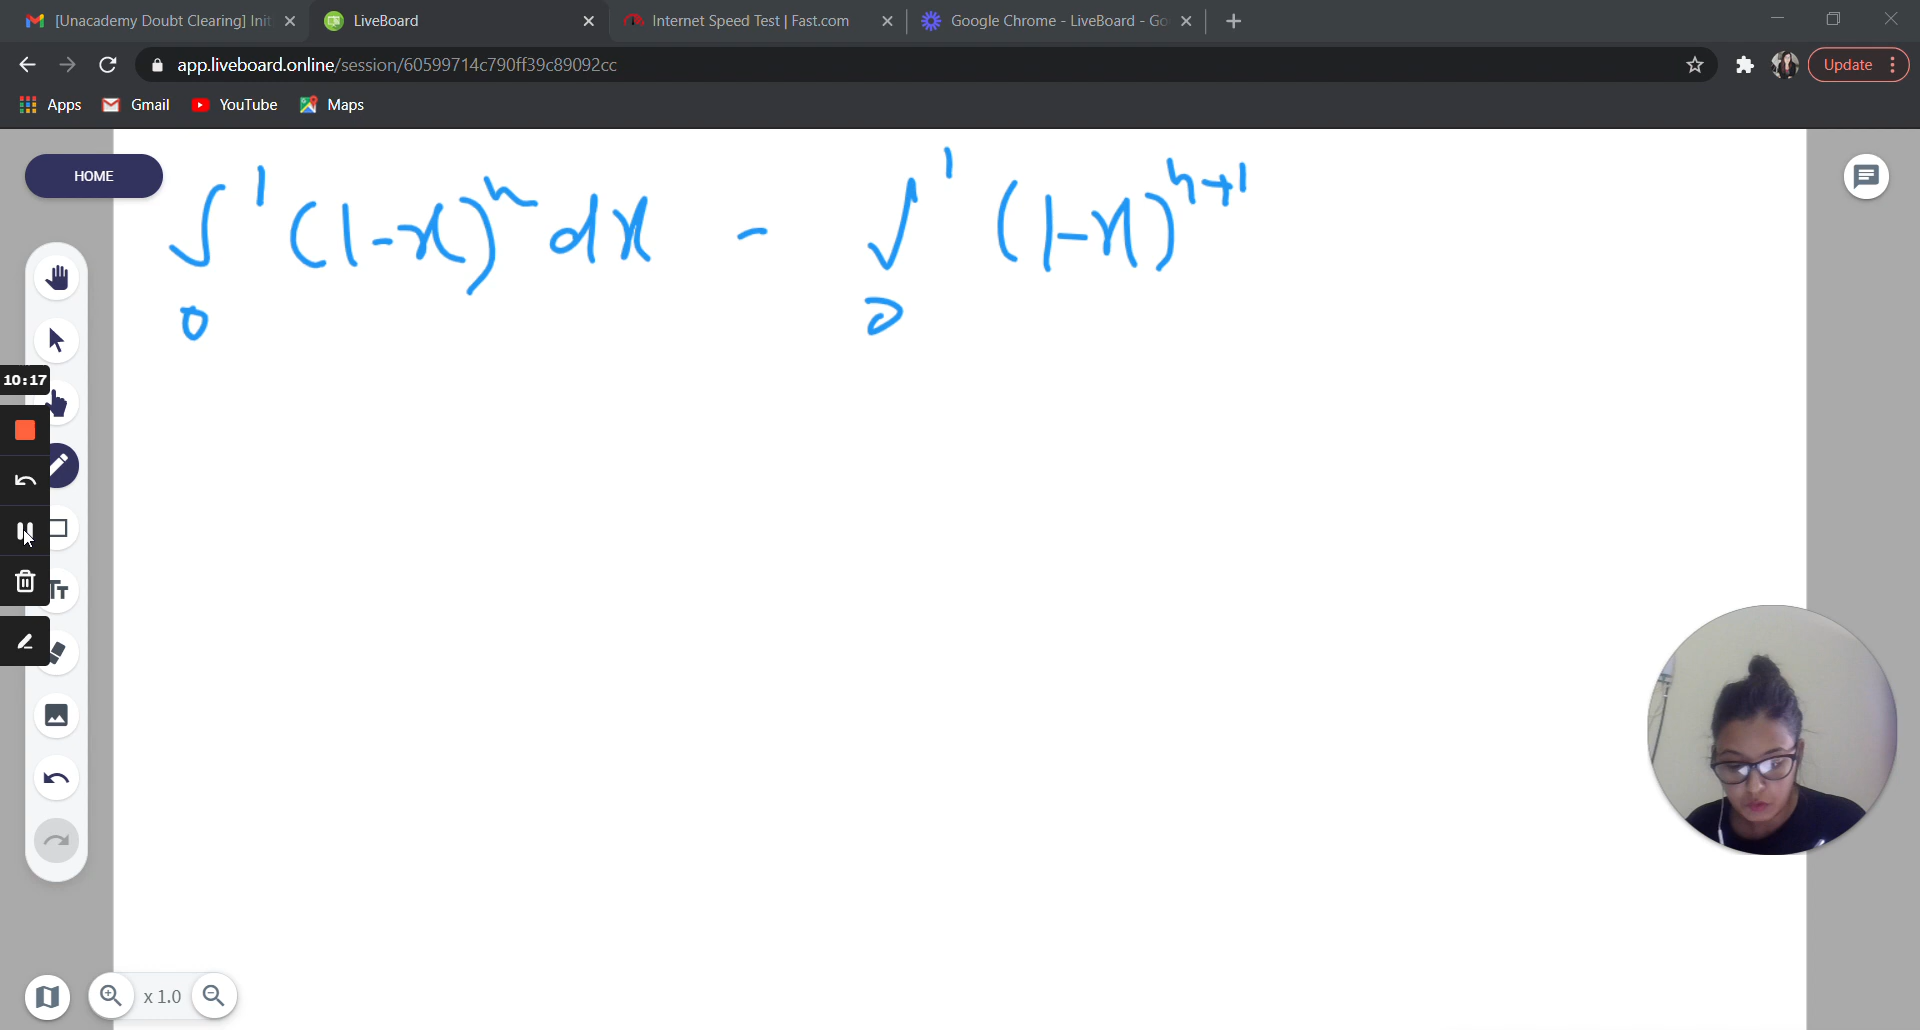 [Unacademy Doubt Clearing] Init
LiveBoard
Internet Speed Test | Fast.com
Google Chrome - LiveBoard - Go
app.liveboard.online/session/60599714c790ff39c89092cc
Update
Apps
Gmail
YouTube
Maps
HOME
∫₀¹ (1-x)ⁿ dx - ∫₀¹ (1-x)ⁿ⁺¹
10:17
Tt
x 1.0